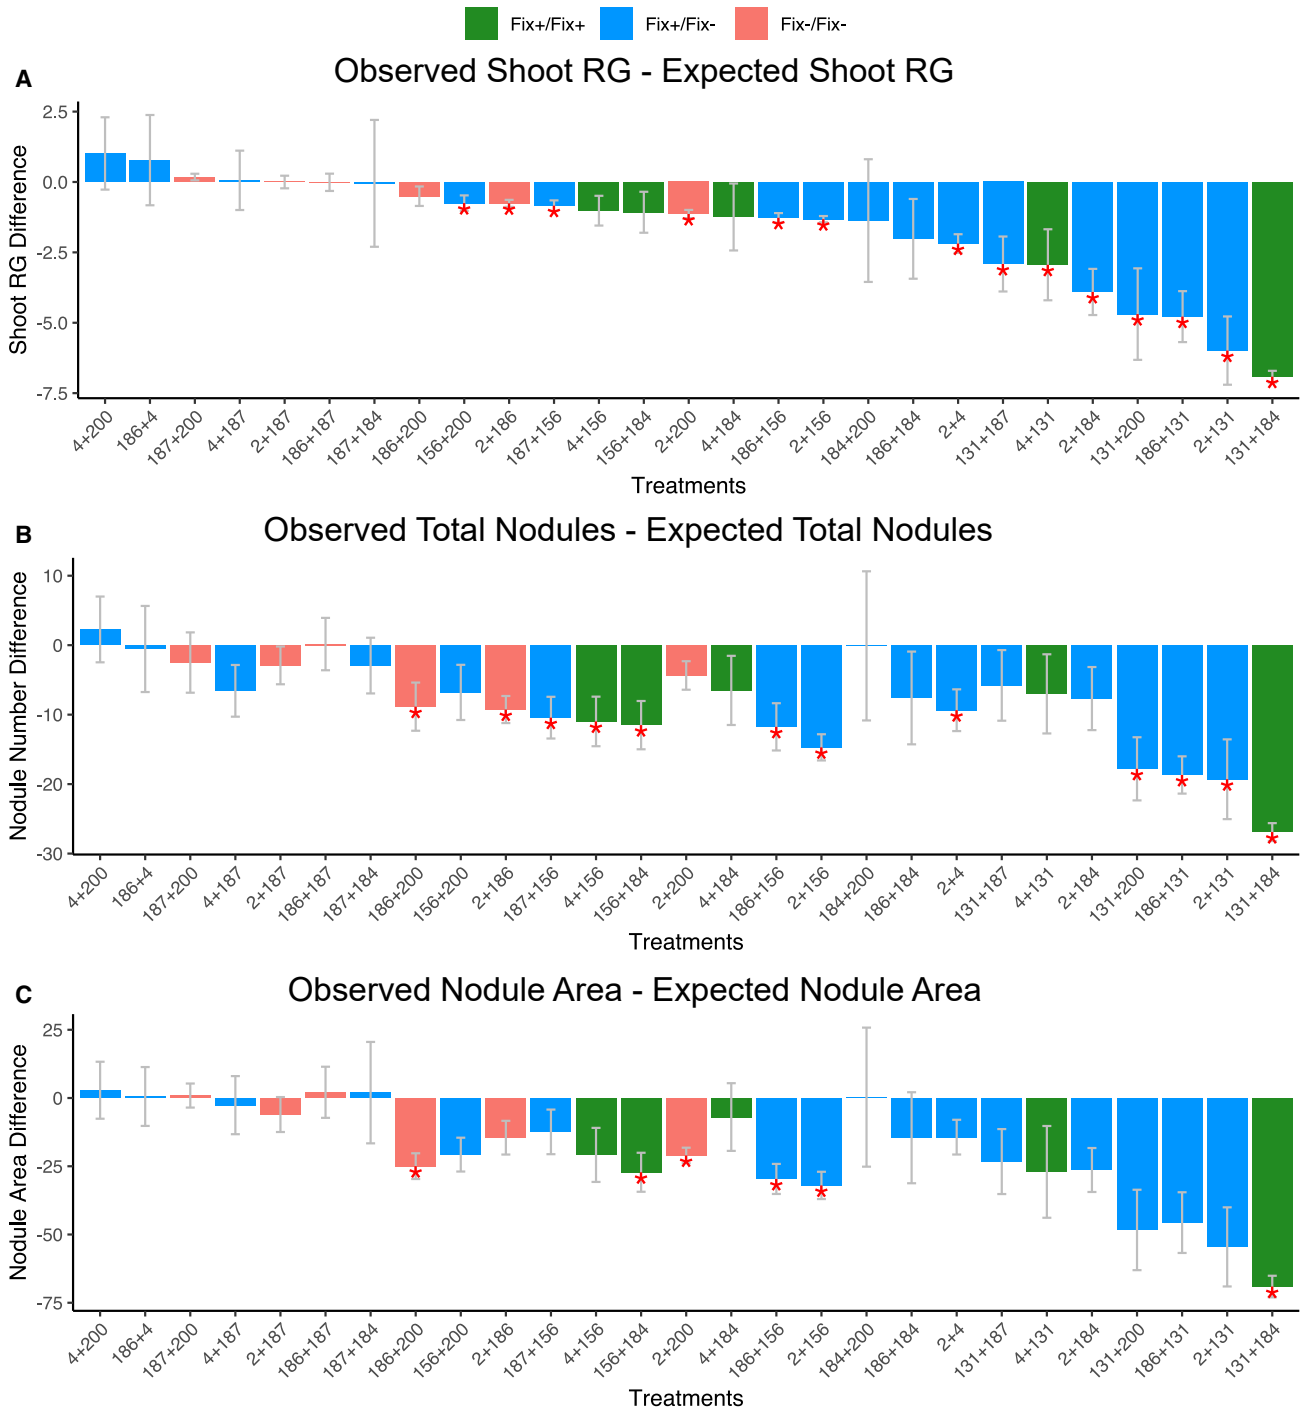 Fix+/Fix+ Fix+/Fix- Fix-/Fix-
A
Observed Shoot RG - Expected Shoot RG
Shoot RG Difference
2.5
0.0
-2.5
-5.0
-7.5
4+200 186+4 187+200 4+187 2+187 186+187 187+184 186+200 156+200 2+186 187+156 4+156 156+184 2+200 4+184 186+156 2+156 184+200 186+184 2+4 131+187 4+131 2+184 131+200 186+131 2+131 131+184
Treatments
B
Observed Total Nodules - Expected Total Nodules
Nodule Number Difference
10
0
-10
-20
-30
4+200 186+4 187+200 4+187 2+187 186+187 187+184 186+200 156+200 2+186 187+156 4+156 156+184 2+200 4+184 186+156 2+156 184+200 186+184 2+4 131+187 4+131 2+184 131+200 186+131 2+131 131+184
Treatments
C
Observed Nodule Area - Expected Nodule Area
Nodule Area Difference
25
0
-25
-50
-75
4+200 186+4 187+200 4+187 2+187 186+187 187+184 186+200 156+200 2+186 187+156 4+156 156+184 2+200 4+184 186+156 2+156 184+200 186+184 2+4 131+187 4+131 2+184 131+200 186+131 2+131 131+184
Treatments